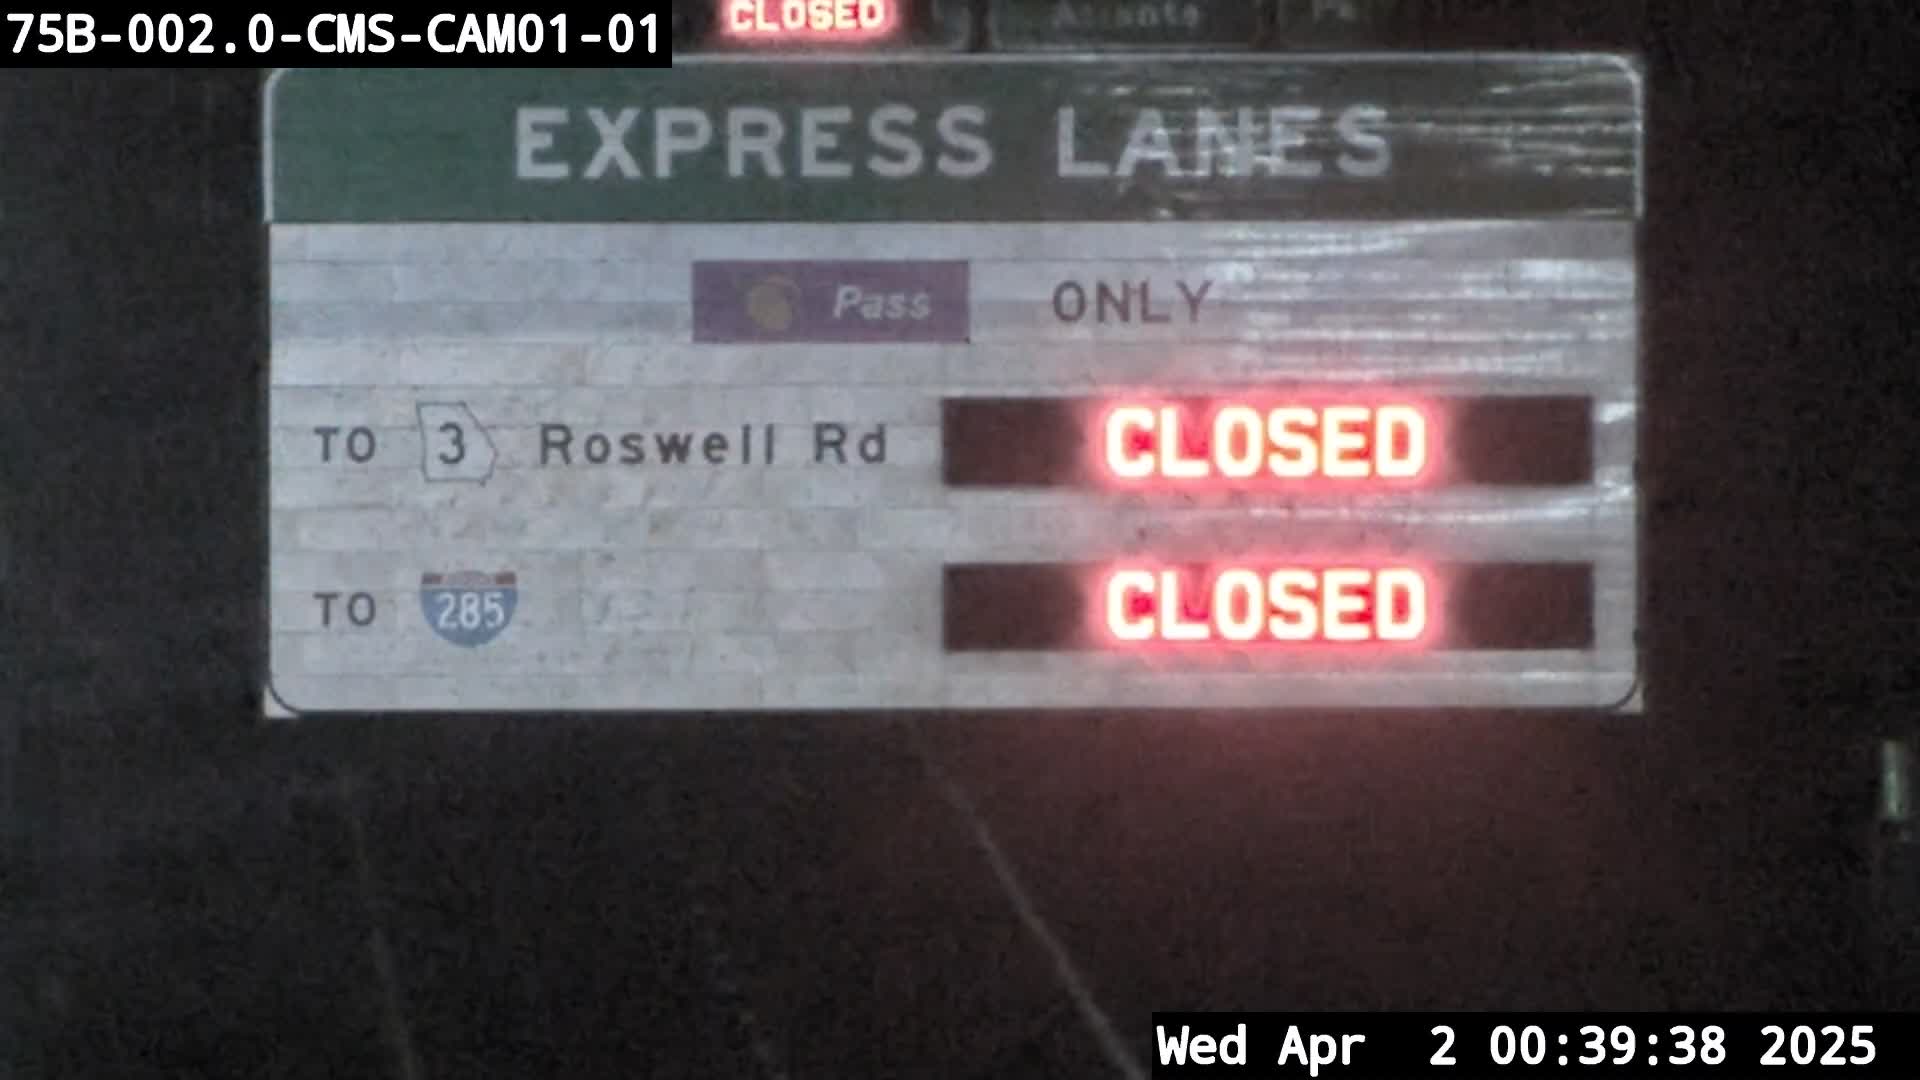 75B-002.0-CMS-CAM01-01
CLOSED
Atlanta
EXPRESS LANES
Pass ONLY
TO 3 Roswell Rd CLOSED
TO 285 CLOSED
Wed Apr 2 00:39:38 2025